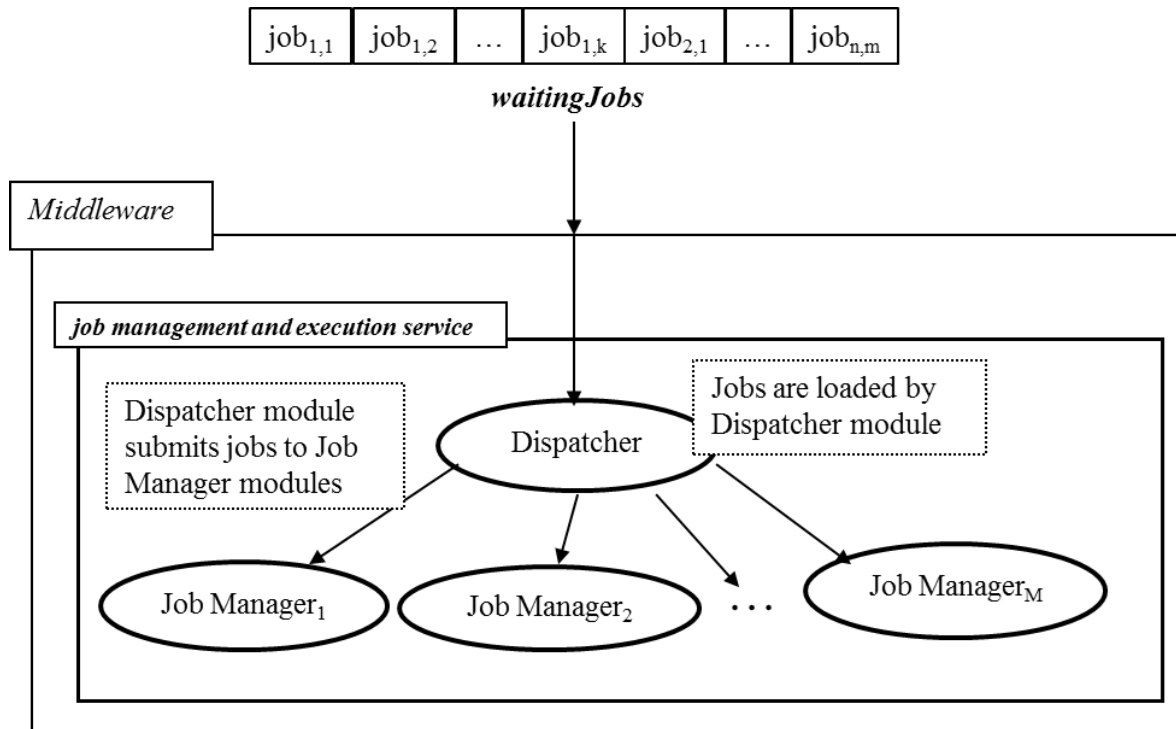 job1,1 job1,2 … job1,k job2,1 … jobn,m
waitingJobs
Middleware
job management and execution service
Dispatcher module
submits jobs to Job
Manager modules
Jobs are loaded by
Dispatcher module
Dispatcher
Job Manager1 Job Manager2 … Job ManagerM